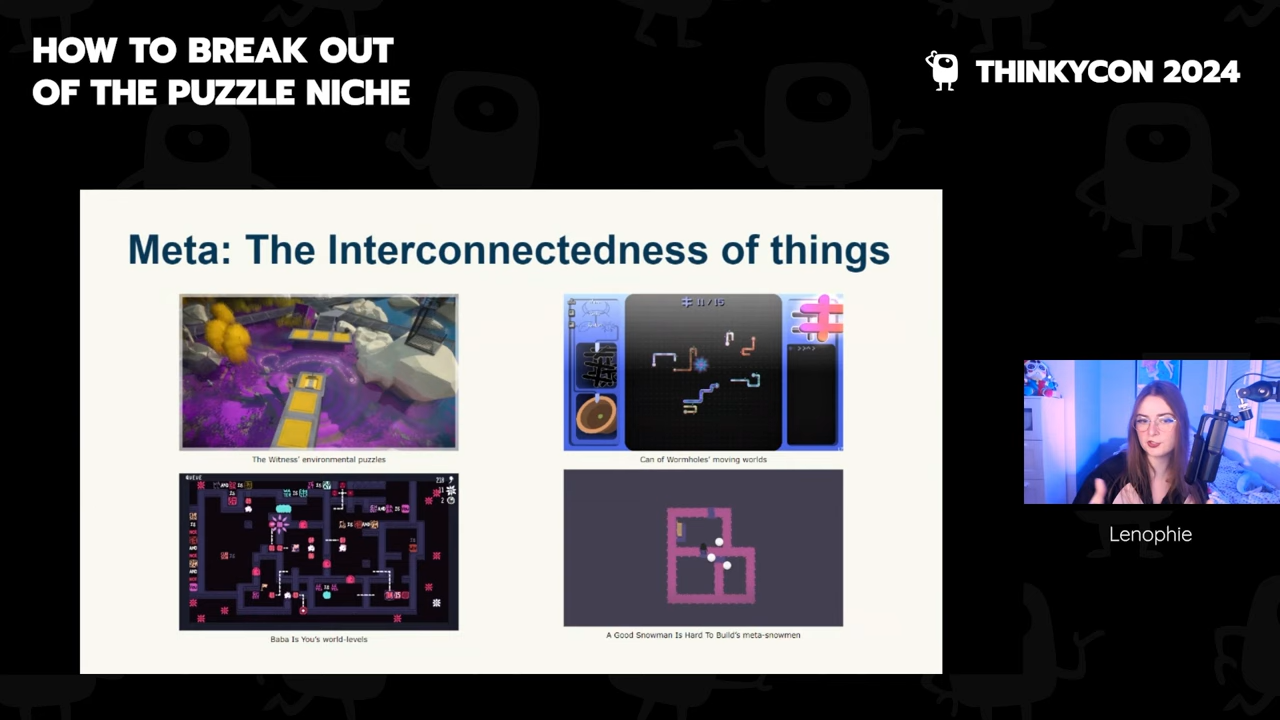 HOW TO BREAK OUT
OF THE PUZZLE NICHE
THINKYCON 2024
Meta: The Interconnectedness of things
11/15
The Witness' environmental puzzles
Can of Wormholes' moving worlds
Baba Is You's world-levels
A Good Snowman Is Hard To Build's meta-snowmen
Lenophie